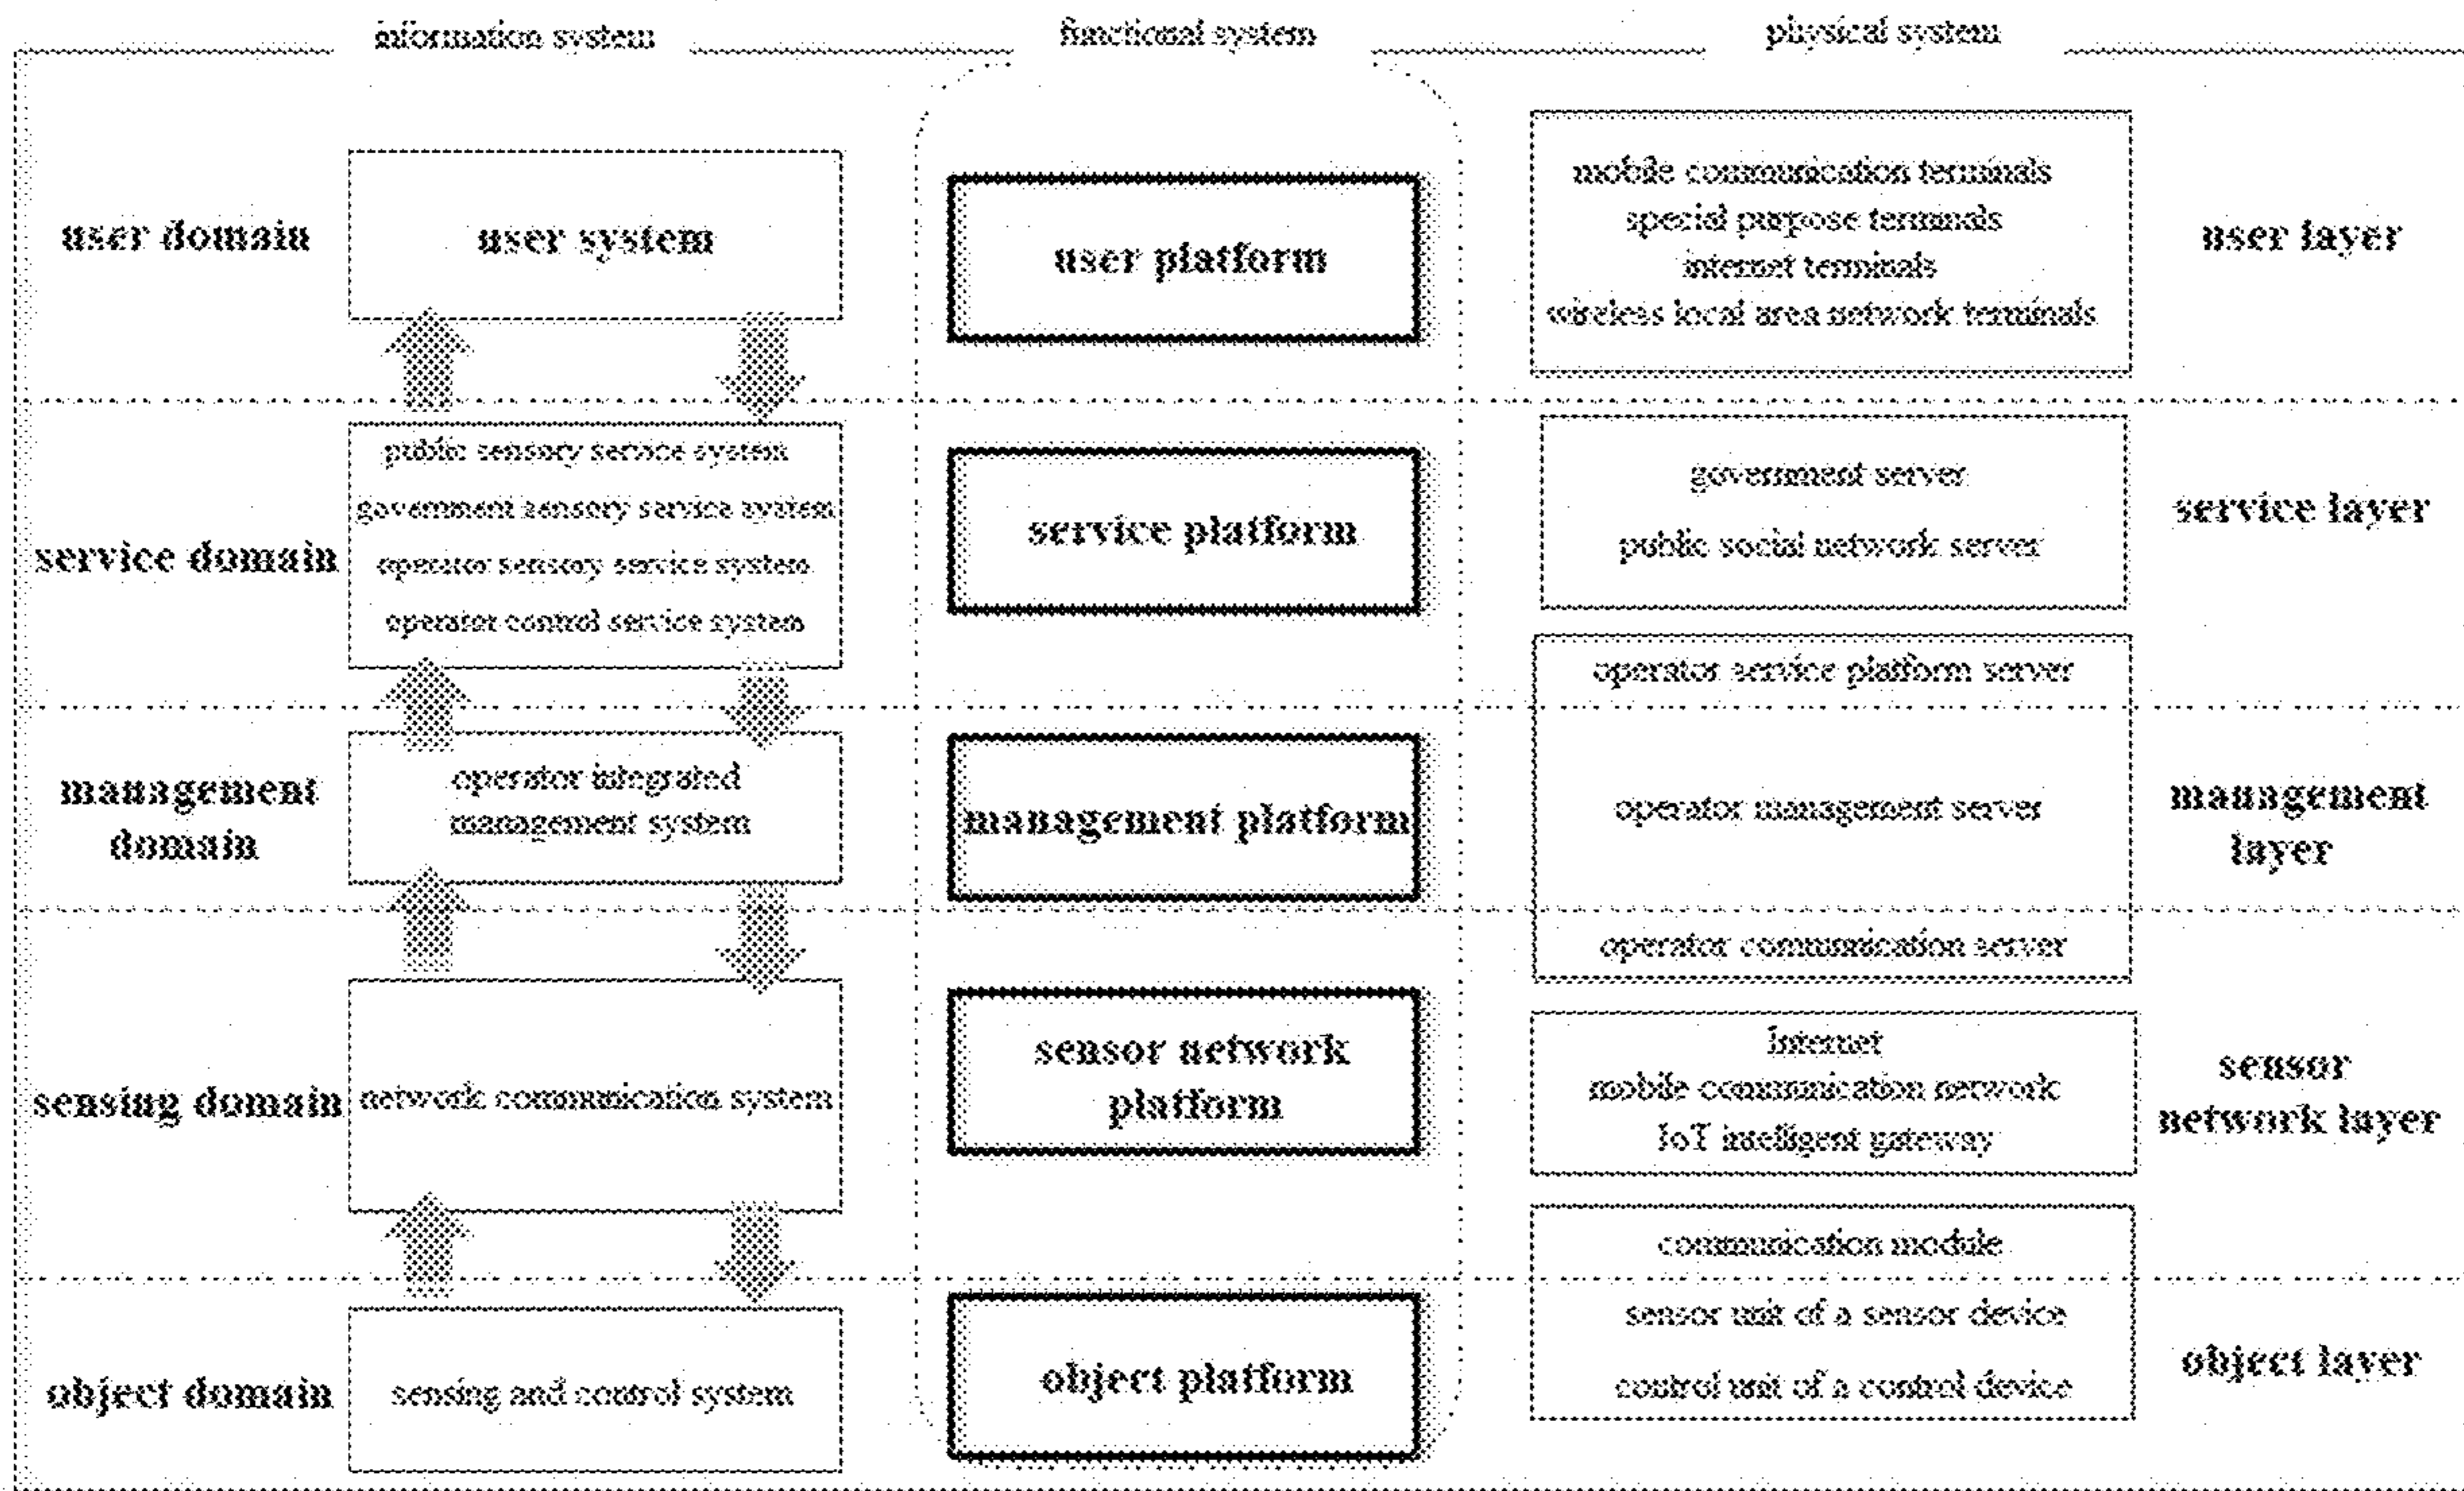 information system
functional system
physical system
user domain
user system
user platform
mobile communication terminals
special purpose terminals
internet terminals
wireless local area network terminals
user layer
service domain
public sensory service system
government sensory service system
operator sensory service system
operator control service system
service platform
government server
public social network server
service layer
operator service platform server
management
domain
operator integrated
management system
management platform
operator management server
management
layer
operator communication server
sensing domain
network communication system
sensor network
platform
Internet
mobile communication network
IoT intelligent gateway
sensor
network layer
communication module
object domain
sensing and control system
object platform
sensor unit of a sensor device
control unit of a control device
object layer